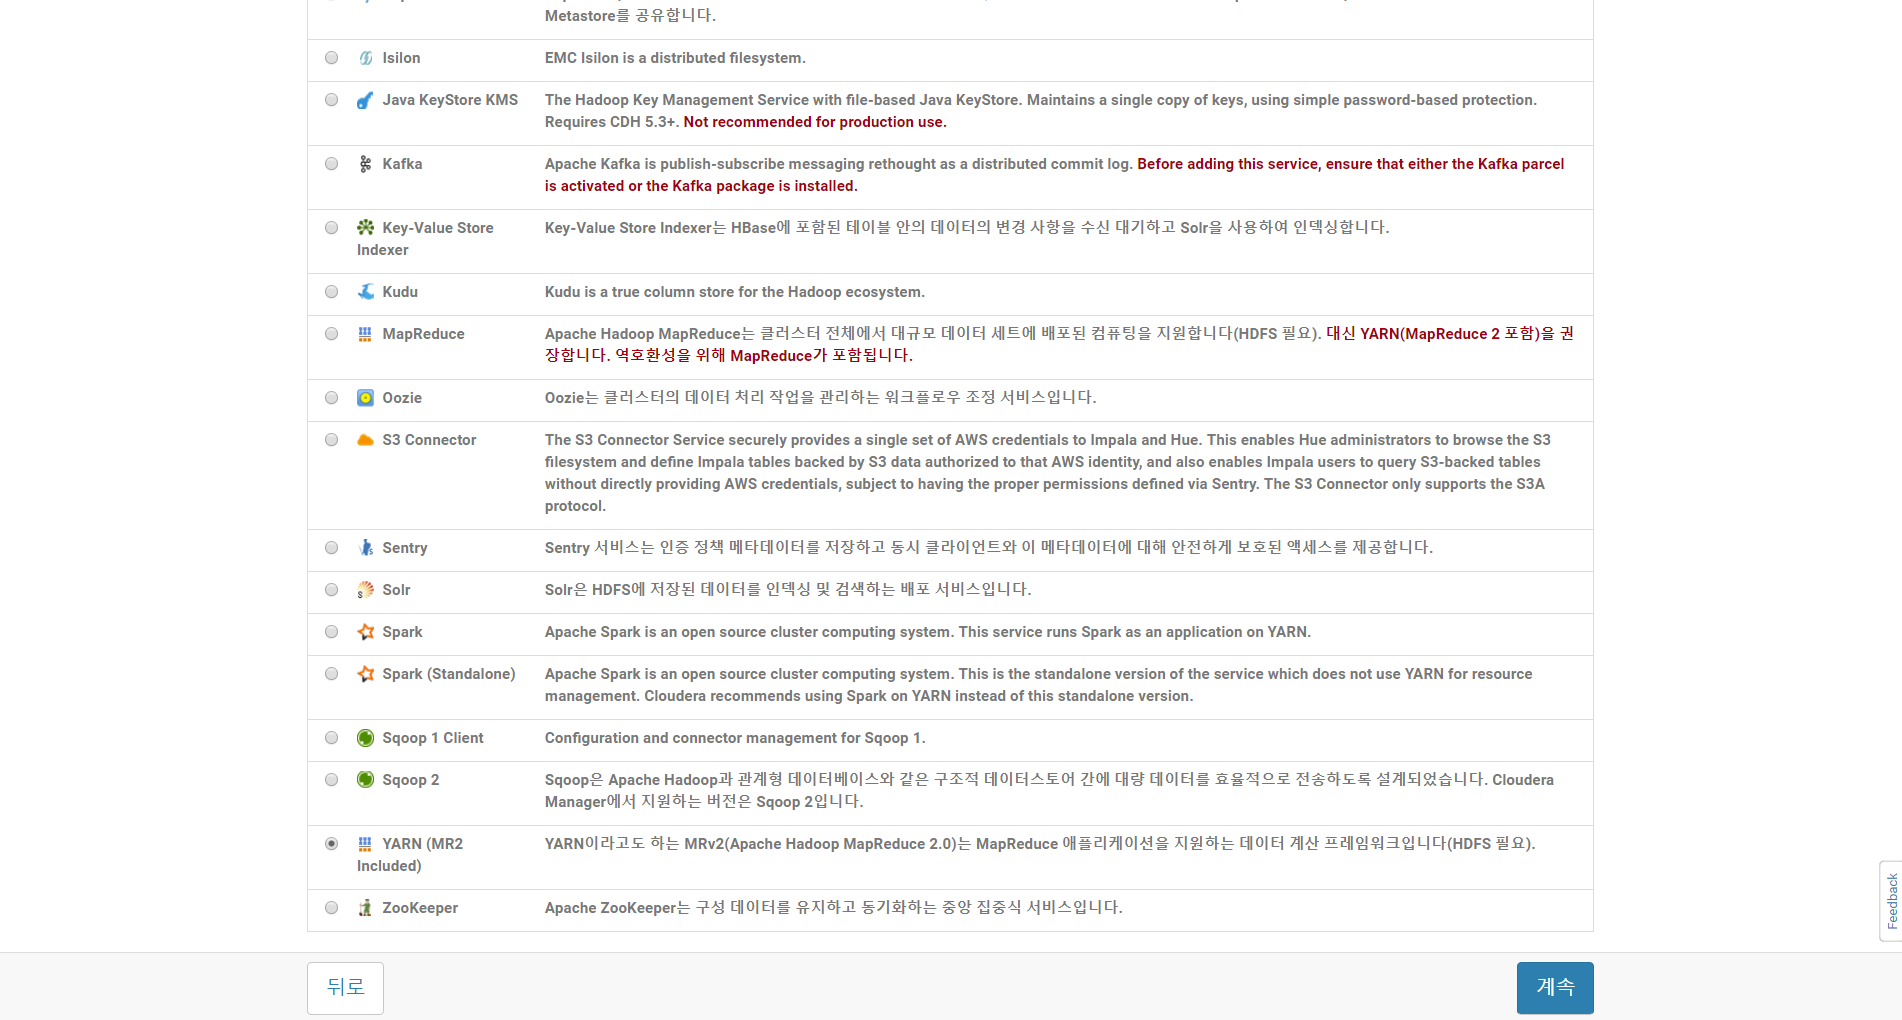 Metastore를 공유합니다.
Isilon
EMC Isilon is a distributed filesystem.
Java KeyStore KMS
The Hadoop Key Management Service with file-based Java KeyStore. Maintains a single copy of keys, using simple password-based protection.
Requires CDH 5.3+. Not recommended for production use.
Kafka
Apache Kafka is publish-subscribe messaging rethought as a distributed commit log. Before adding this service, ensure that either the Kafka parcel
is activated or the Kafka package is installed.
Key-Value Store
Indexer
Key-Value Store Indexer는 HBase에 포함된 테이블 안의 데이터의 변경 사항을 수신 대기하고 Solr을 사용하여 인덱싱합니다.
Kudu
Kudu is a true column store for the Hadoop ecosystem.
MapReduce
Apache Hadoop MapReduce는 클러스터 전체에서 대규모 데이터 세트에 배포된 컴퓨팅을 지원합니다(HDFS 필요). 대신 YARN(MapReduce 2 포함)을 권
장합니다. 역호환성을 위해 MapReduce가 포함됩니다.
Oozie
Oozie는 클러스터의 데이터 처리 작업을 관리하는 워크플로우 조정 서비스입니다.
S3 Connector
The S3 Connector Service securely provides a single set of AWS credentials to Impala and Hue. This enables Hue administrators to browse the S3
filesystem and define Impala tables backed by S3 data authorized to that AWS identity, and also enables Impala users to query S3-backed tables
without directly providing AWS credentials, subject to having the proper permissions defined via Sentry. The S3 Connector only supports the S3A
protocol.
Sentry
Sentry 서비스는 인증 정책 메타데이터를 저장하고 동시 클라이언트와 이 메타데이터에 대해 안전하게 보호된 액세스를 제공합니다.
Solr
Solr은 HDFS에 저장된 데이터를 인덱싱 및 검색하는 배포 서비스입니다.
Spark
Apache Spark is an open source cluster computing system. This service runs Spark as an application on YARN.
Spark (Standalone)
Apache Spark is an open source cluster computing system. This is the standalone version of the service which does not use YARN for resource
management. Cloudera recommends using Spark on YARN instead of this standalone version.
Sqoop 1 Client
Configuration and connector management for Sqoop 1.
Sqoop 2
Sqoop은 Apache Hadoop과 관계형 데이터베이스와 같은 구조적 데이터스토어 간에 대량 데이터를 효율적으로 전송하도록 설계되었습니다. Cloudera
Manager에서 지원하는 버전은 Sqoop 2입니다.
YARN (MR2
Included)
YARN이라고도 하는 MRv2(Apache Hadoop MapReduce 2.0)는 MapReduce 애플리케이션을 지원하는 데이터 계산 프레임워크입니다(HDFS 필요).
ZooKeeper
Apache ZooKeeper는 구성 데이터를 유지하고 동기화하는 중앙 집중식 서비스입니다.
Feedback
뒤로
계속